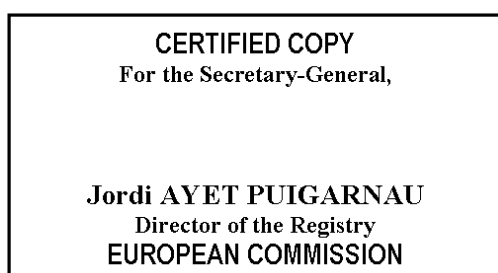 CERTIFIED COPY
For the Secretary-General,
Jordi AYET PUIGARNAU
Director of the Registry
EUROPEAN COMMISSION